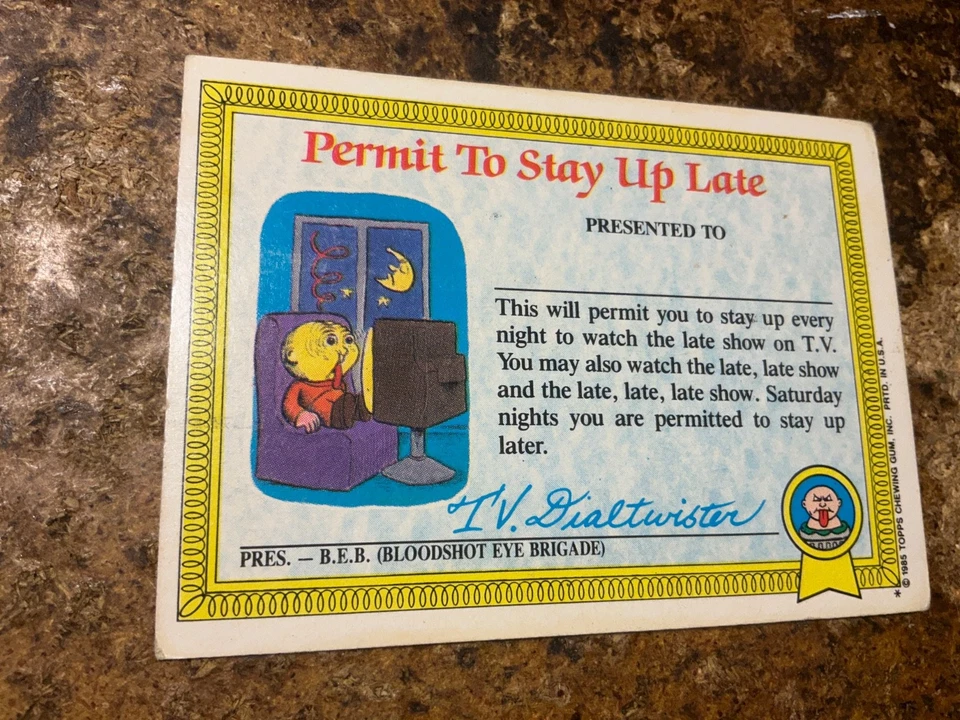 Permit To Stay Up Late
PRESENTED TO
This will permit you to stay up every
night to watch the late show on T.V.
You may also watch the late, late show
and the late, late, late show. Saturday
nights you are permitted to stay up
later.
T.V. Dialtwister
PRES. — B.E.B. (BLOODSHOT EYE BRIGADE)
* © 1985 TOPPS CHEWING GUM, INC. PRTD. IN U.S.A.